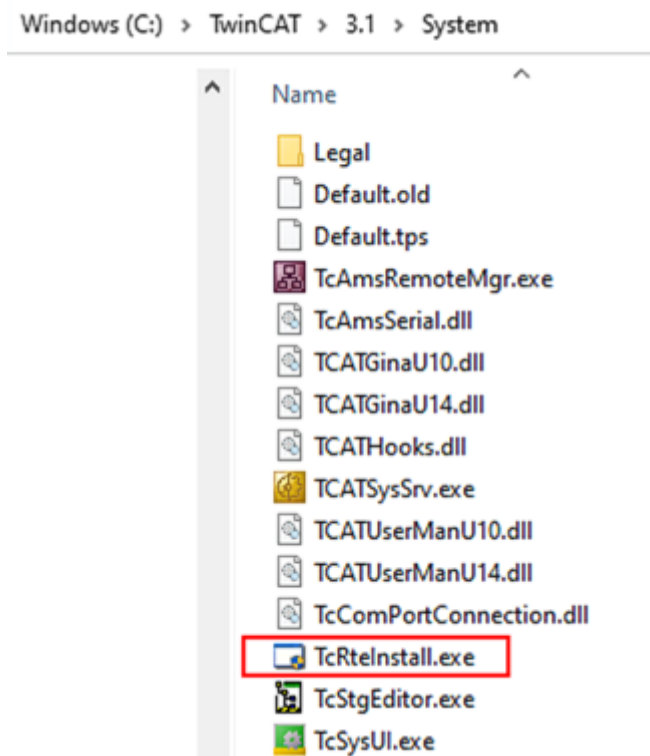 Windows (C:) > TwinCAT > 3.1 > System
Name
Legal
Default.old
Default.tps
TcAmsRemoteMgr.exe
TcAmsSerial.dll
TCATGinaU10.dll
TCATGinaU14.dll
TCATHooks.dll
TCATSysSrv.exe
TCATUserManU10.dll
TCATUserManU14.dll
TcComPortConnection.dll
TcRteInstall.exe
TcStgEditor.exe
TcSysUI.exe